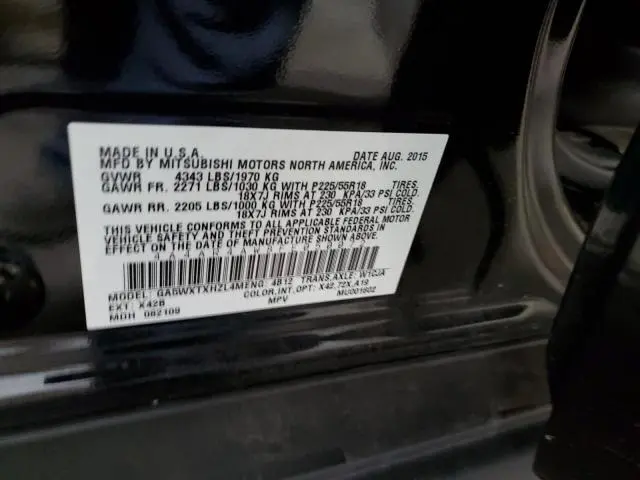 MADE IN U.S.A. DATE AUG. 2015
MFD BY MITSUBISHI MOTORS NORTH AMERICA, INC.
GVWR 4343 LBS/1970 KG
GAWR FR. 2271 LBS/1030 KG WITH P225/55R18 TIRES,
18X7J RIMS AT 230 KPA/33 PSI COLD.
GAWR RR. 2205 LBS/1000 KG WITH P225/55R18 TIRES,
18X7J RIMS AT 230 KPA/33 PSI COLD.
THIS VEHICLE CONFORMS TO ALL APPLICABLE FEDERAL MOTOR
VEHICLE SAFETY AND THEFT PREVENTION STANDARDS
IN EFFECT ON THE DATE OF MANUFACTURE SHOWN ABOVE.
MODEL: GA6WXTXHZL4MENG: 4B12 TRANS.AXLE: W1CJA
EXT: X42B COLOR.INT.OPT: X42.72X.A19
MDH 082109 MPV MU001602